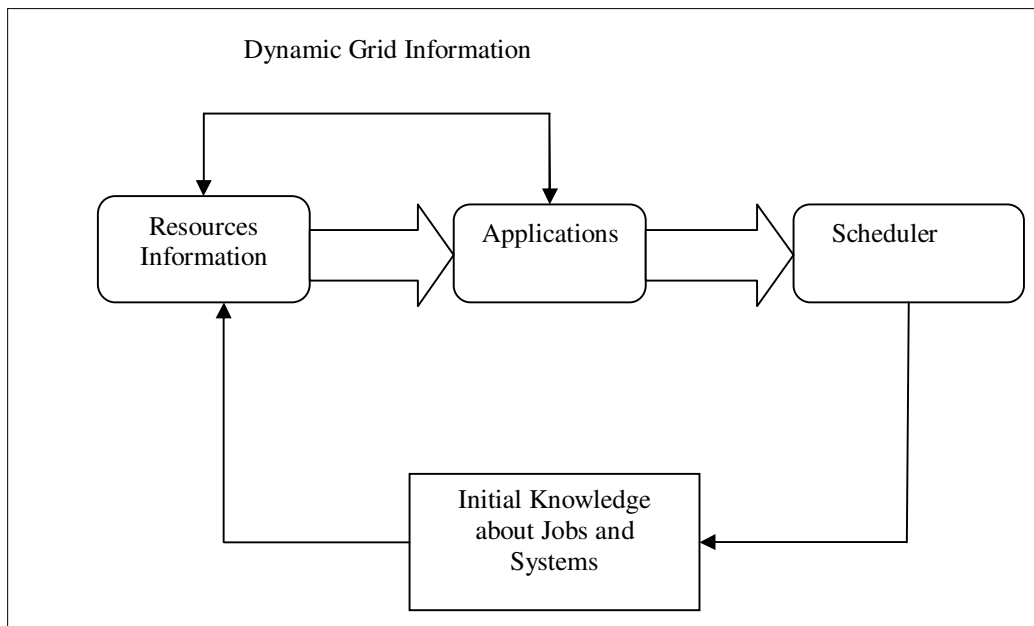 Dynamic Grid Information
Resources
Information
Applications
Scheduler
Initial Knowledge
about Jobs and
Systems